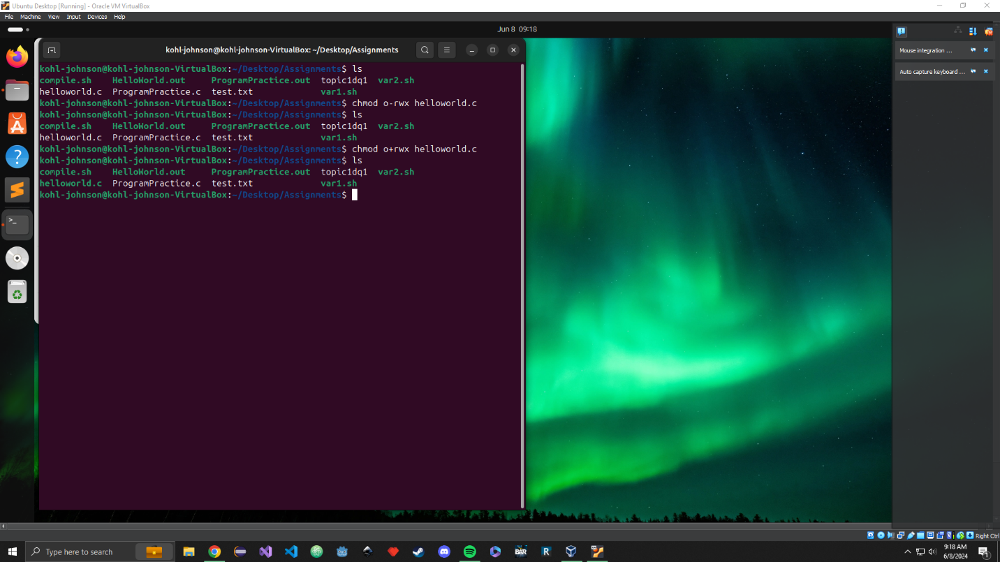 Ubuntu Desktop [Running] - Oracle VM VirtualBox
File Machine View Input Devices Help
Jun 8 09:18
kohl-johnson@kohl-johnson-VirtualBox: ~/Desktop/Assignments
Mouse integration ...
Auto capture keyboard ...
kohl-johnson@kohl-johnson-VirtualBox:~/Desktop/Assignments$ ls
compile.sh HelloWorld.out ProgramPractice.out topic1dq1 var2.sh
helloworld.c ProgramPractice.c test.txt var1.sh
kohl-johnson@kohl-johnson-VirtualBox:~/Desktop/Assignments$ chmod o-rwx helloworld.c
kohl-johnson@kohl-johnson-VirtualBox:~/Desktop/Assignments$ ls
compile.sh HelloWorld.out ProgramPractice.out topic1dq1 var2.sh
helloworld.c ProgramPractice.c test.txt var1.sh
kohl-johnson@kohl-johnson-VirtualBox:~/Desktop/Assignments$ chmod o+rwx helloworld.c
kohl-johnson@kohl-johnson-VirtualBox:~/Desktop/Assignments$ ls
compile.sh HelloWorld.out ProgramPractice.out topic1dq1 var2.sh
helloworld.c ProgramPractice.c test.txt var1.sh
kohl-johnson@kohl-johnson-VirtualBox:~/Desktop/Assignments$
Right Ctrl
Type here to search
BAR
R
9:18 AM
6/8/2024
1